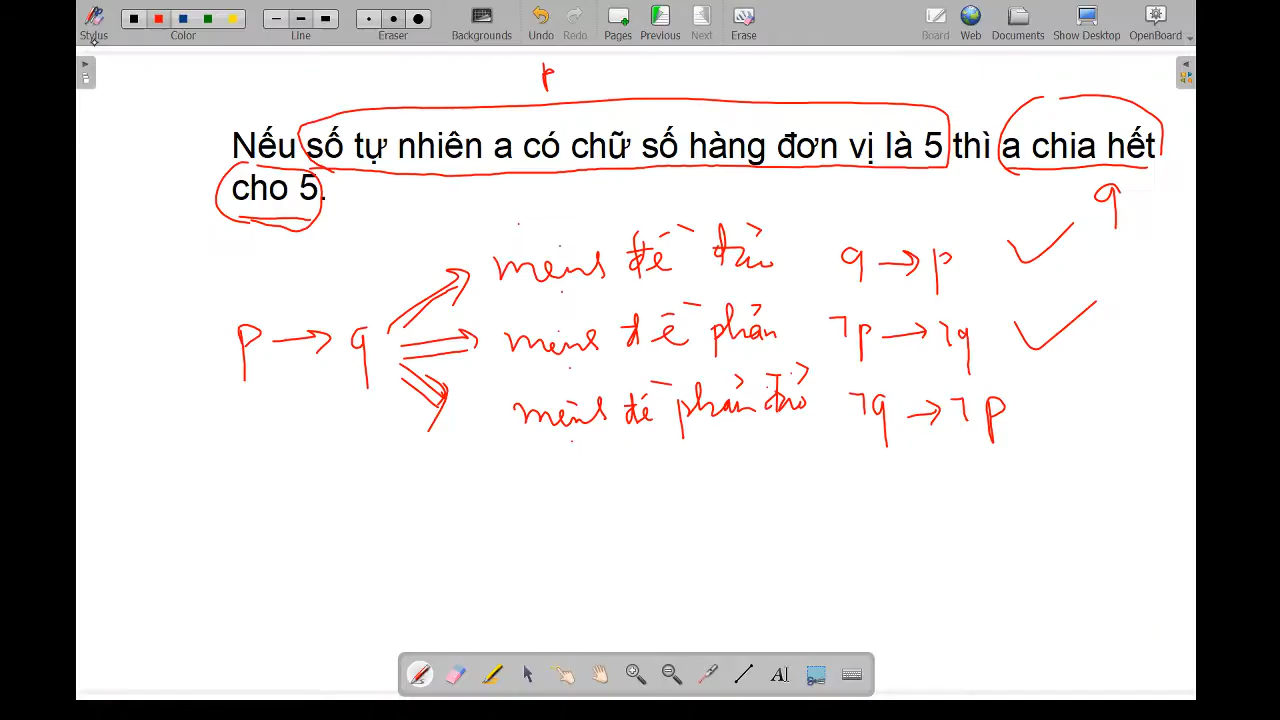 Stylus Color Line Eraser Backgrounds Undo Redo Pages Previous Next Erase Board Web Documents Show Desktop OpenBoard
p
Nếu số tự nhiên a có chữ số hàng đơn vị là 5 thì a chia hết
cho 5.
q
mệnh đề đảo q → p
p → q mệnh đề phản ¬p → ¬q
mệnh đề phản đảo ¬q → ¬p